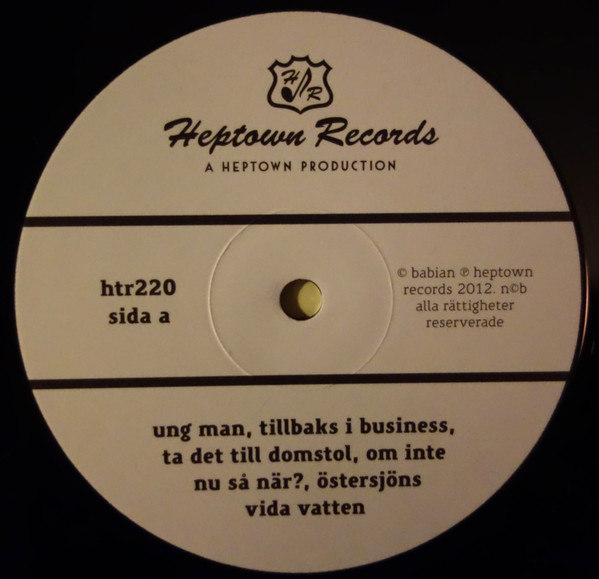 H R
Heptown Records
A HEPTOWN PRODUCTION
htr220
sida a
© babian ℗ heptown
records 2012. n©b
alla rättigheter
reserverade
ung man, tillbaks i business,
ta det till domstol, om inte
nu så när?, östersjöns
vida vatten